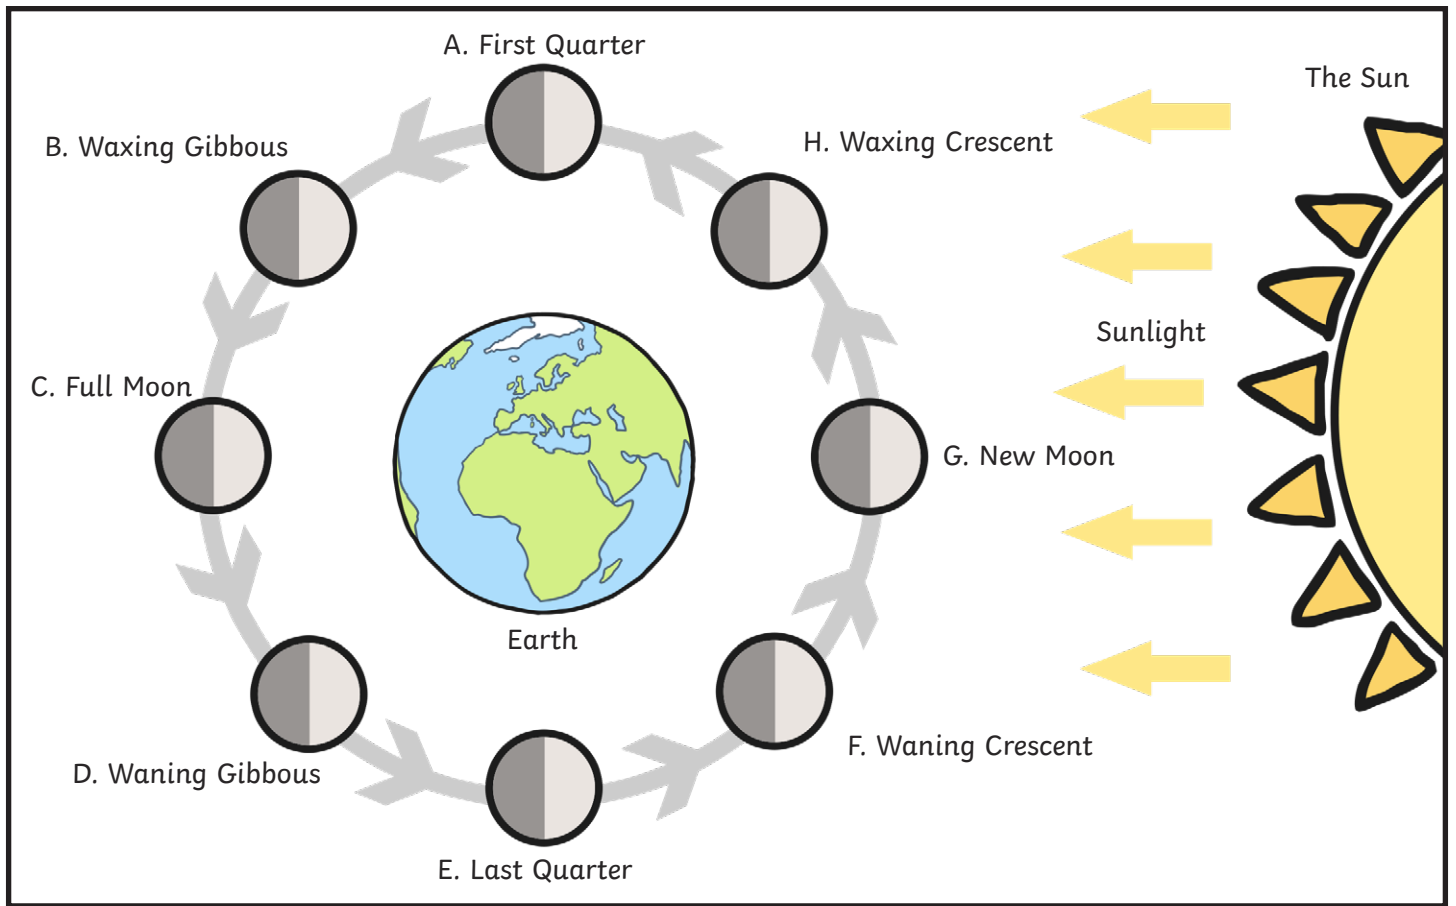 A. First Quarter
The Sun
B. Waxing Gibbous
H. Waxing Crescent
Sunlight
C. Full Moon
G. New Moon
Earth
F. Waning Crescent
D. Waning Gibbous
E. Last Quarter